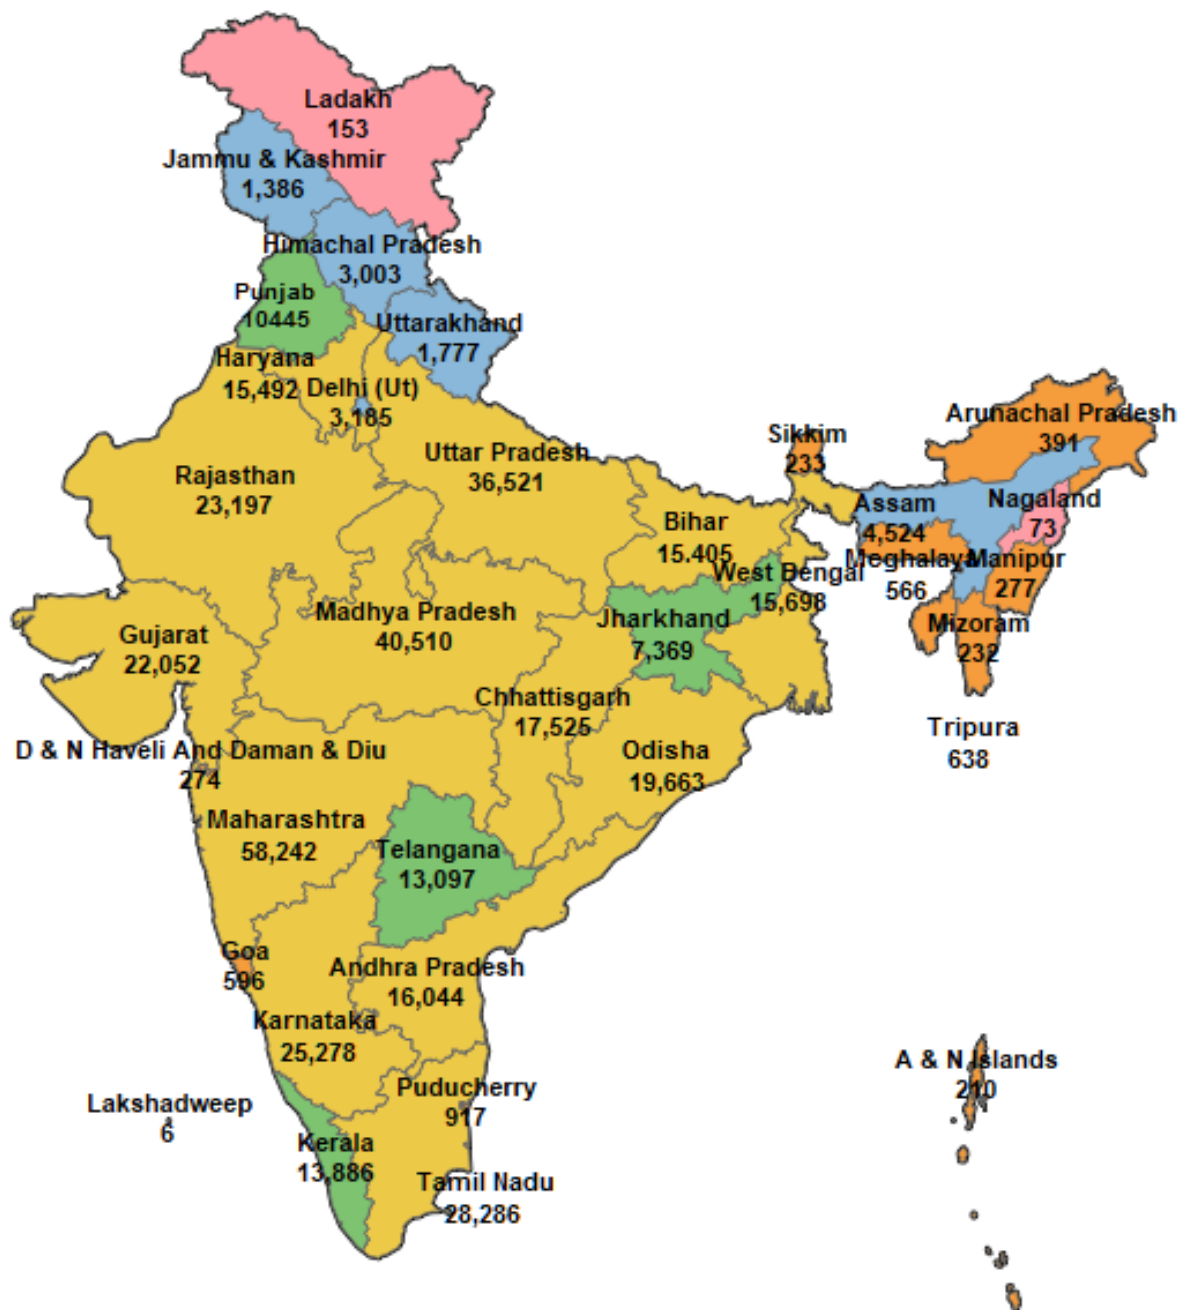 Ladakh
153
Jammu & Kashmir
1,386
Himachal Pradesh
3,003
Punjab
10445
Uttarakhand
1,777
Haryana
15,492
Delhi (Ut)
3,185
Arunachal Pradesh
391
Sikkim
233
Uttar Pradesh
36,521
Rajasthan
23,197
Assam
4,524
Nagaland
73
Bihar
15.405
Meghalaya
566
Manipur
277
West Bengal
15,698
Madhya Pradesh
40,510
Jharkhand
7,369
Mizoram
232
Gujarat
22,052
Chhattisgarh
17,525
Tripura
638
D & N Haveli And Daman & Diu
274
Odisha
19,663
Maharashtra
58,242
Telangana
13,097
Goa
596
Andhra Pradesh
16,044
Karnataka
25,278
A & N Islands
210
Puducherry
917
Lakshadweep
6
Kerala
13,886
Tamil Nadu
28,286